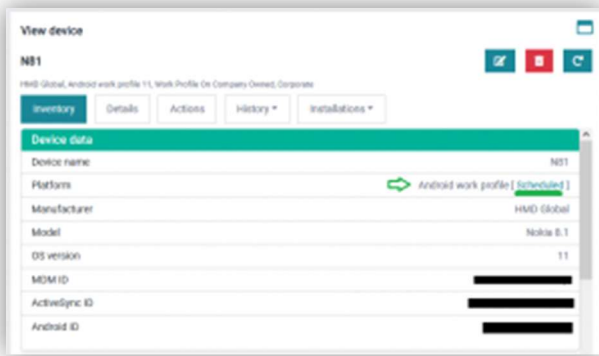 View device
N81
HMD Global, Android work profile 11, Work Profile On Company Owned, Corporate
Inventory Details Actions History Installations
Device data
Device name N81
Platform Android work profile [ Scheduled ]
Manufacturer HMD Global
Model Nokia 8.1
OS version 11
MDM ID
ActiveSync ID
Android ID